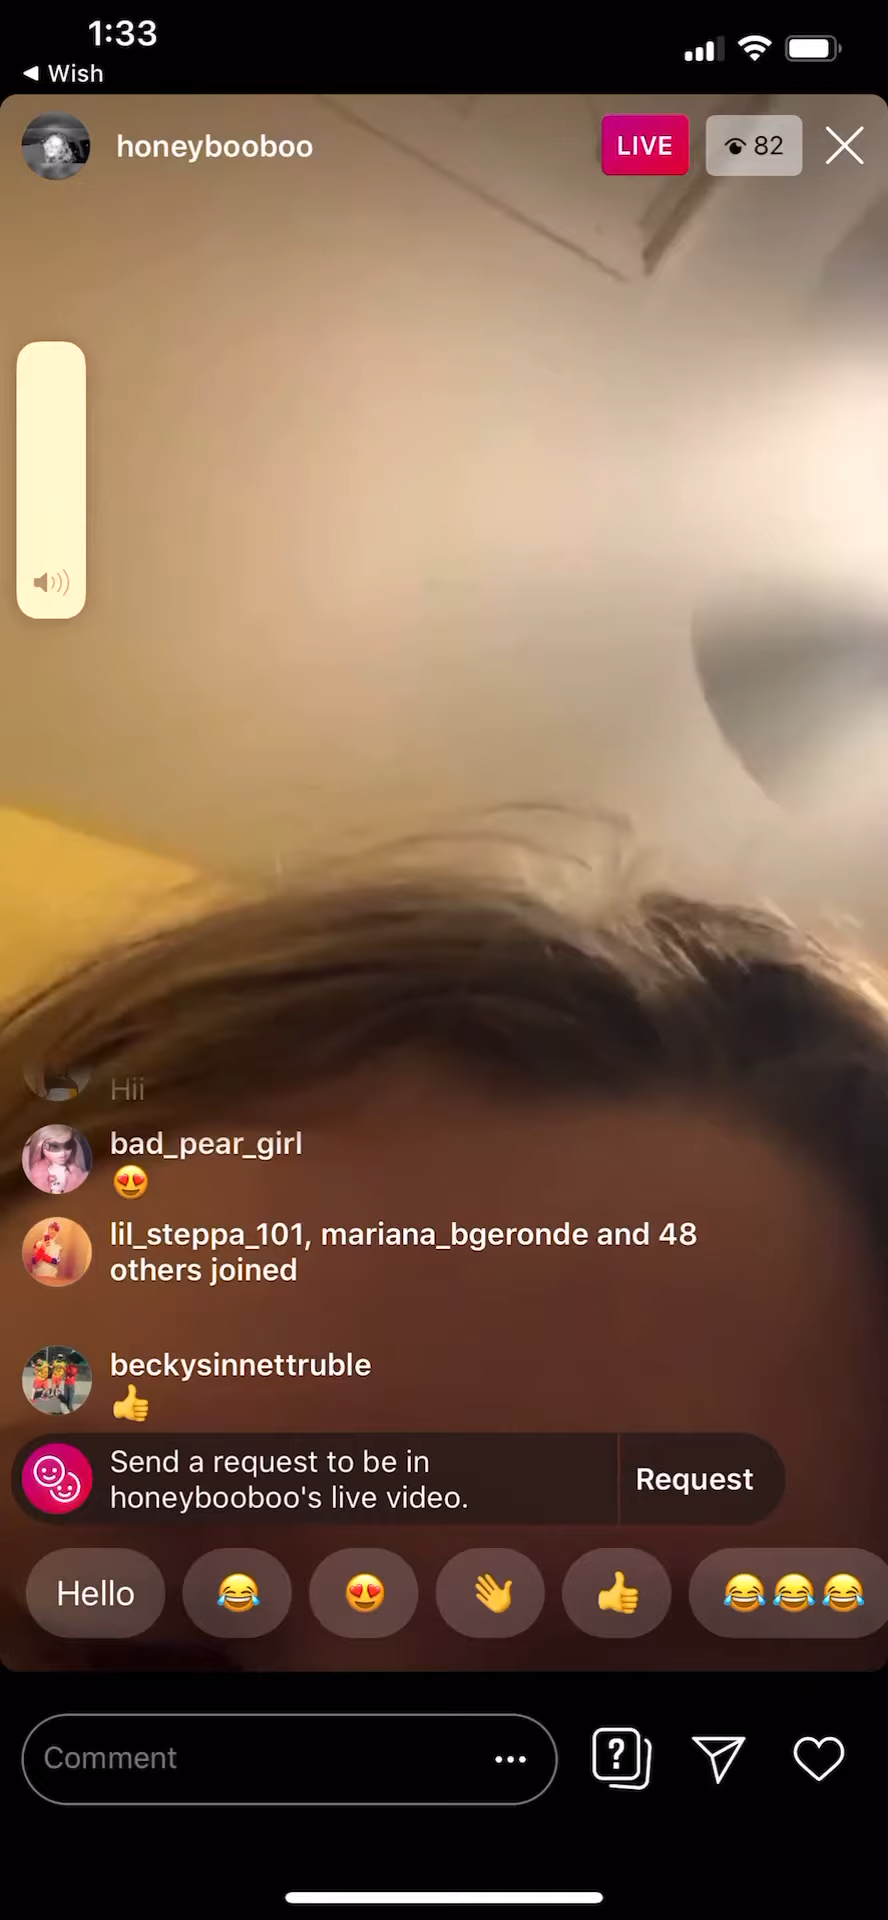 1:33
Wish
honeybooboo
LIVE
82
Hii
bad_pear_girl
😍
lil_steppa_101, mariana_bgeronde and 48
others joined
beckysinnettruble
👍
Send a request to be in
honeybooboo's live video.
Request
Hello 😂 😍 👋 👍 😂😂😂
Comment